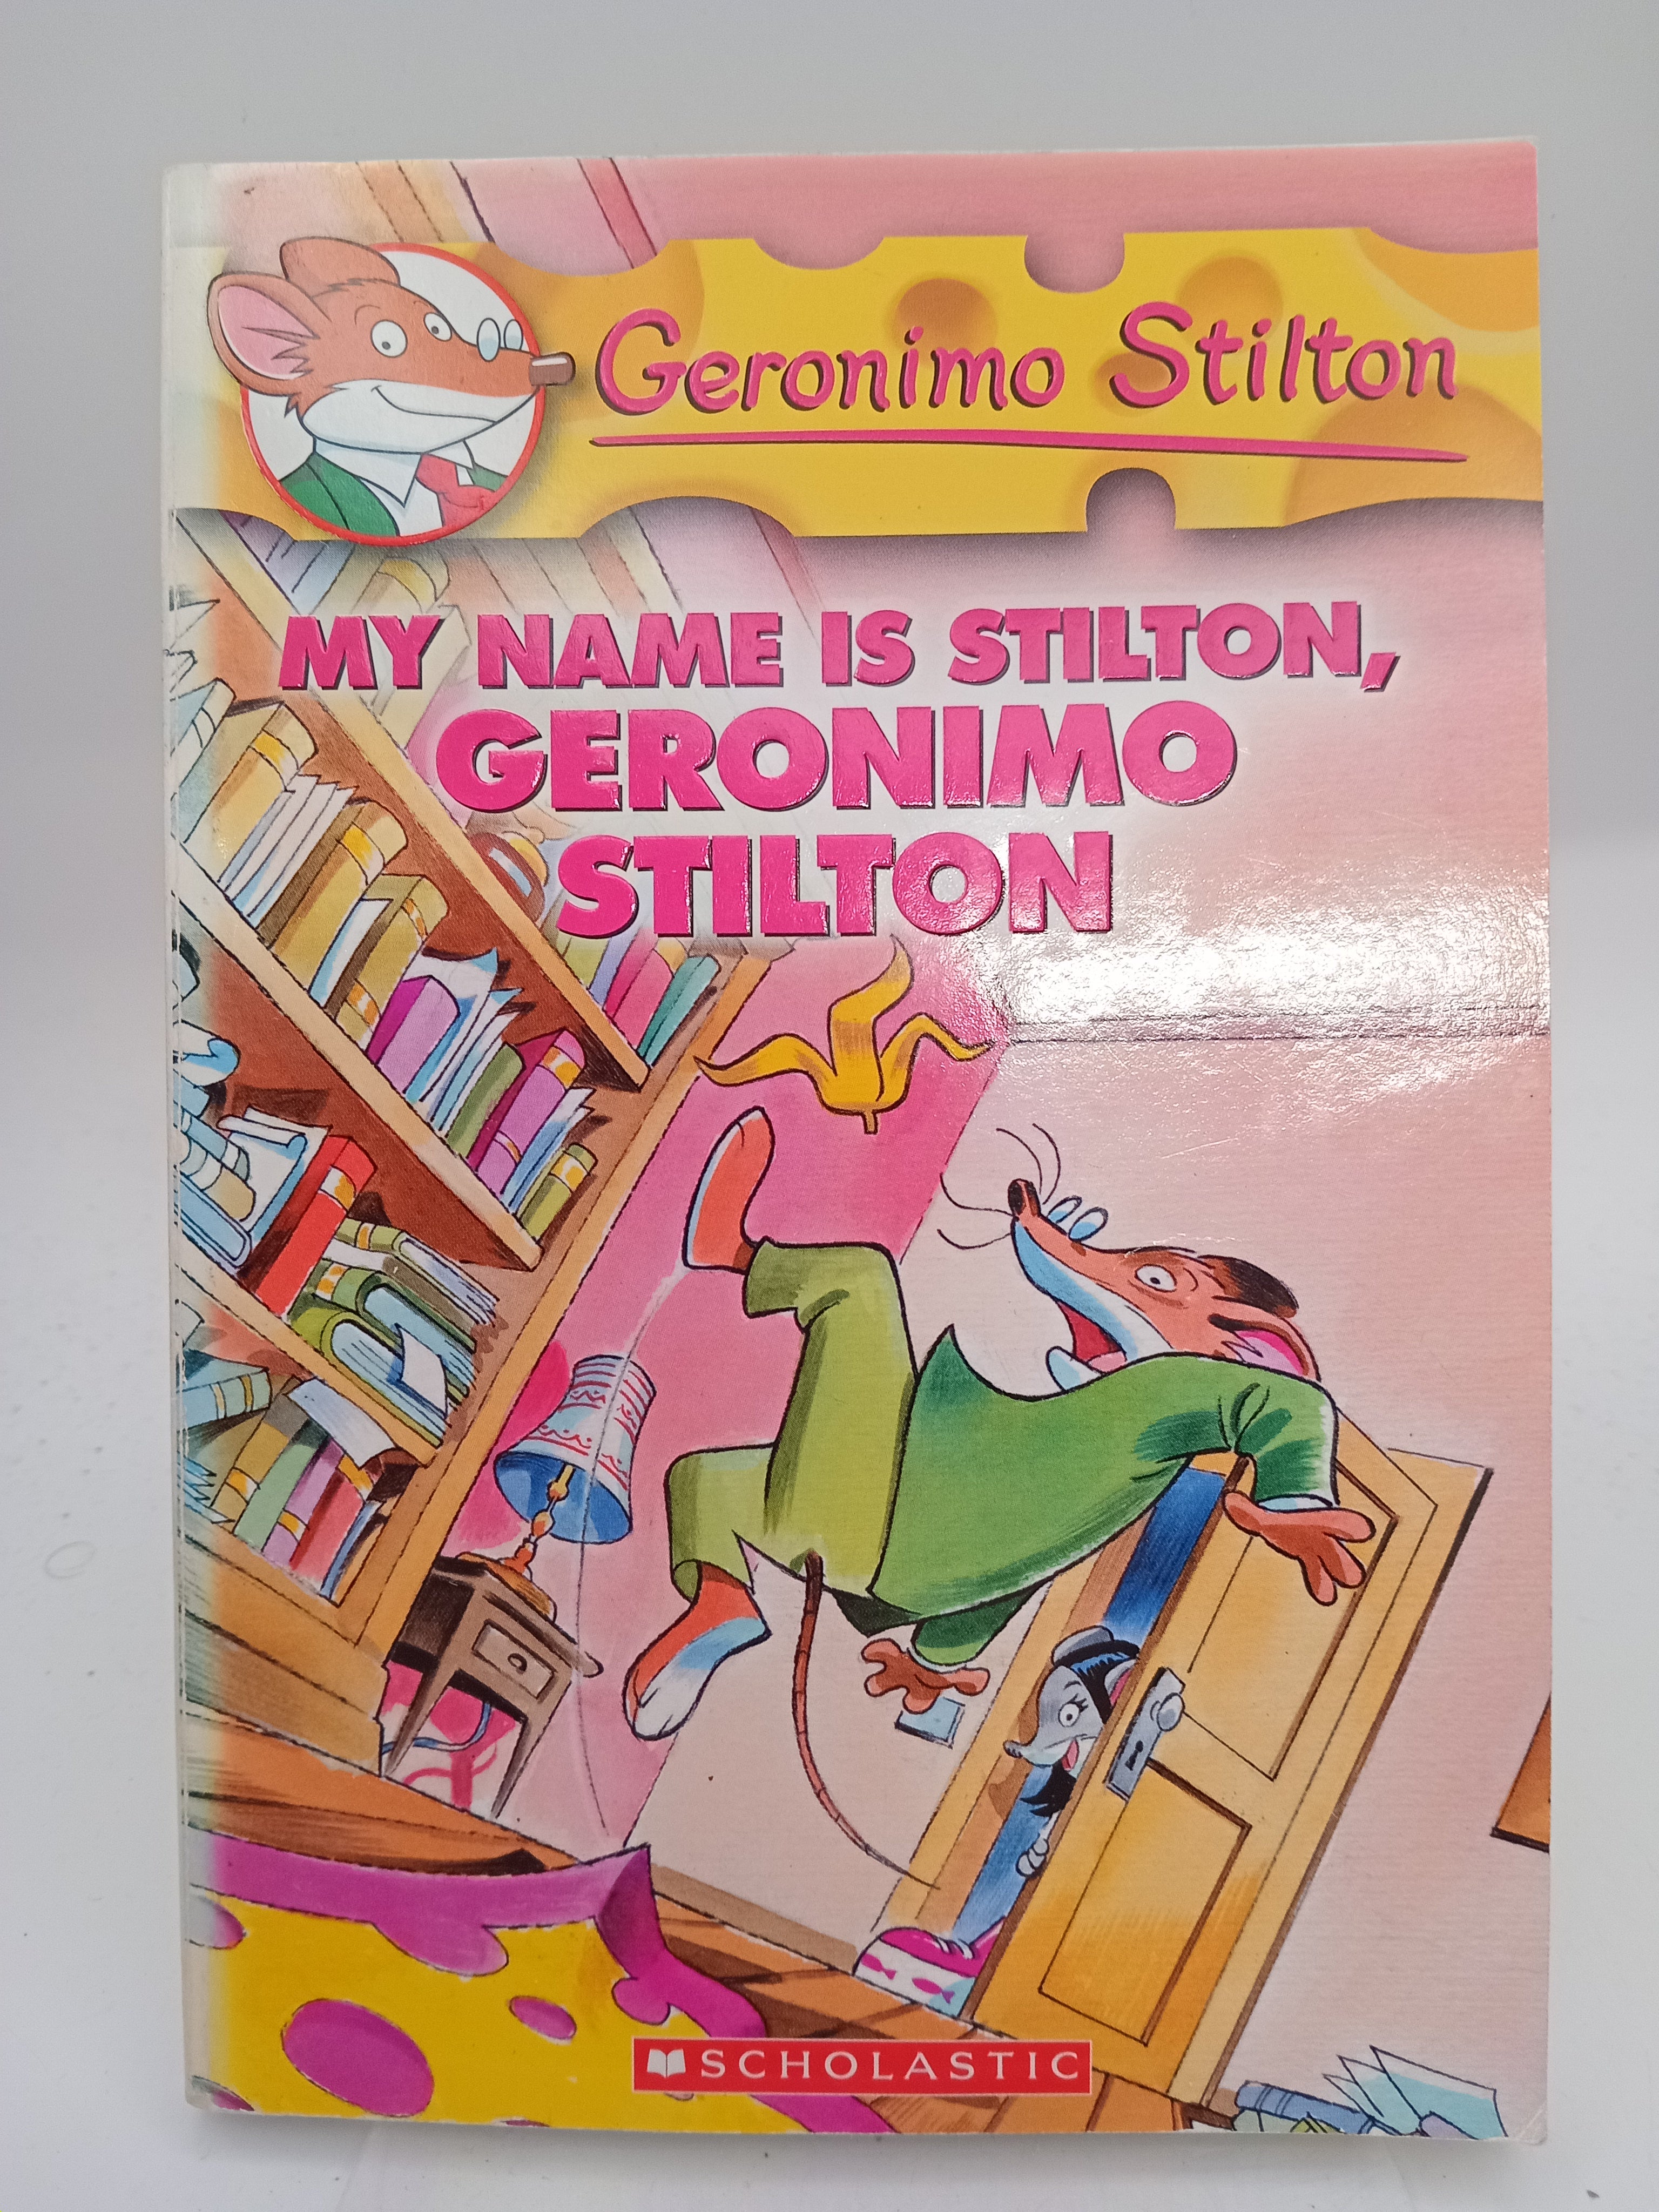 Geronimo Stilton
MY NAME IS STILTON,
GERONIMO
STILTON
SCHOLASTIC